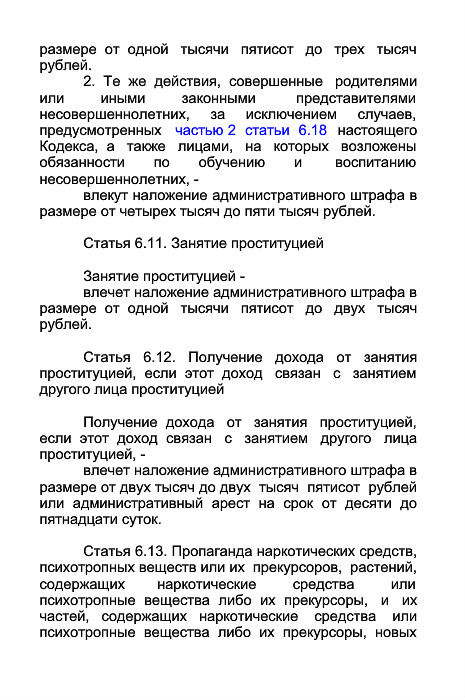 размере от одной тысячи пятисот до трех тысяч
рублей.
2. Те же действия, совершенные родителями
или иными законными представителями
несовершеннолетних, за исключением случаев,
предусмотренных частью 2 статьи 6.18 настоящего
Кодекса, а также лицами, на которых возложены
обязанности по обучению и воспитанию
несовершеннолетних, -
влекут наложение административного штрафа в
размере от четырех тысяч до пяти тысяч рублей.
Статья 6.11. Занятие проституцией
Занятие проституцией -
влечет наложение административного штрафа в
размере от одной тысячи пятисот до двух тысяч
рублей.
Статья 6.12. Получение дохода от занятия
проституцией, если этот доход связан с занятием
другого лица проституцией
Получение дохода от занятия проституцией,
если этот доход связан с занятием другого лица
проституцией, -
влечет наложение административного штрафа в
размере от двух тысяч до двух тысяч пятисот рублей
или административный арест на срок от десяти до
пятнадцати суток.
Статья 6.13. Пропаганда наркотических средств,
психотропных веществ или их прекурсоров, растений,
содержащих наркотические средства или
психотропные вещества либо их прекурсоры, и их
частей, содержащих наркотические средства или
психотропные вещества либо их прекурсоры, новых